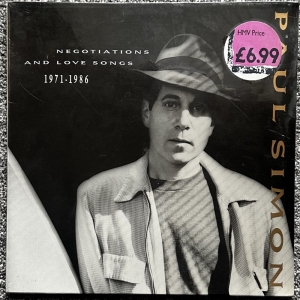 NEGOTIATIONS
AND LOVE SONGS
1971-1986
HMV Price
£6.99
PAUL SIMON